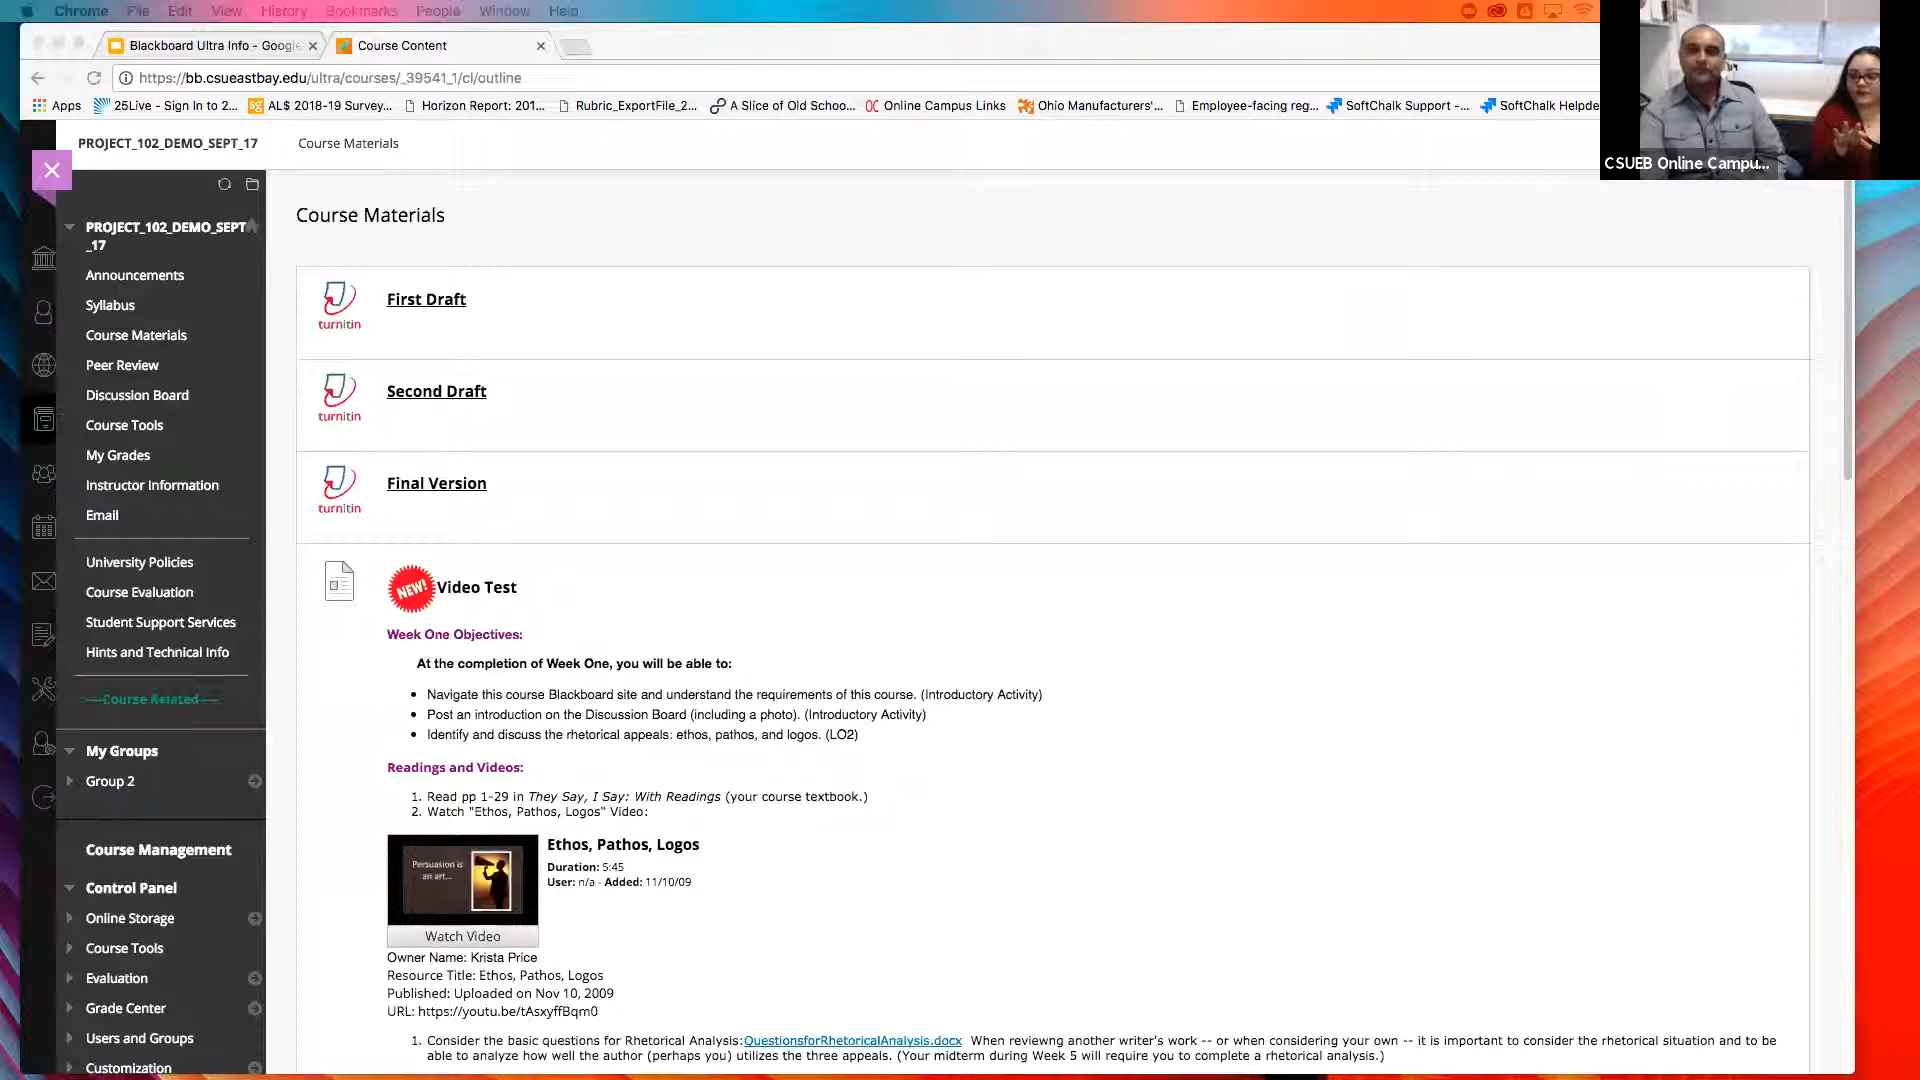 Chrome File Edit View History Bookmarks People Window Help
Blackboard Ultra Info - Google
Course Content
https://bb.csueastbay.edu/ultra/courses/_39541_1/cl/outline
Apps
25Live - Sign In to 2...
AL$ 2018-19 Survey...
Horizon Report: 201...
Rubric_ExportFile_2...
A Slice of Old Schoo...
Online Campus Links
Ohio Manufacturers'...
Employee-facing reg...
SoftChalk Support -...
SoftChalk Helpde
CSUEB Online Campu...
PROJECT_102_DEMO_SEPT_17
Course Materials
PROJECT_102_DEMO_SEPT
_17
Announcements
Syllabus
Course Materials
Peer Review
Discussion Board
Course Tools
My Grades
Instructor Information
Email
University Policies
Course Evaluation
Student Support Services
Hints and Technical Info
Course Related
My Groups
Group 2
Course Management
Control Panel
Online Storage
Course Tools
Evaluation
Grade Center
Users and Groups
Customization
Course Materials
turnitin
First Draft
turnitin
Second Draft
turnitin
Final Version
NEW!
Video Test
Week One Objectives:
At the completion of Week One, you will be able to:
• Navigate this course Blackboard site and understand the requirements of this course. (Introductory Activity)
• Post an introduction on the Discussion Board (including a photo). (Introductory Activity)
• Identify and discuss the rhetorical appeals: ethos, pathos, and logos. (LO2)
Readings and Videos:
1. Read pp 1-29 in They Say, I Say: With Readings (your course textbook.)
2. Watch "Ethos, Pathos, Logos" Video:
Persuasion is
an art...
Watch Video
Ethos, Pathos, Logos
Duration: 5:45
User: n/a - Added: 11/10/09
Owner Name: Krista Price
Resource Title: Ethos, Pathos, Logos
Published: Uploaded on Nov 10, 2009
URL: https://youtu.be/tAsxyffBqm0
1. Consider the basic questions for Rhetorical Analysis:QuestionsforRhetoricalAnalysis.docx When reviewng another writer's work -- or when considering your own -- it is important to consider the rhetorical situation and to be
able to analyze how well the author (perhaps you) utilizes the three appeals. (Your midterm during Week 5 will require you to complete a rhetorical analysis.)